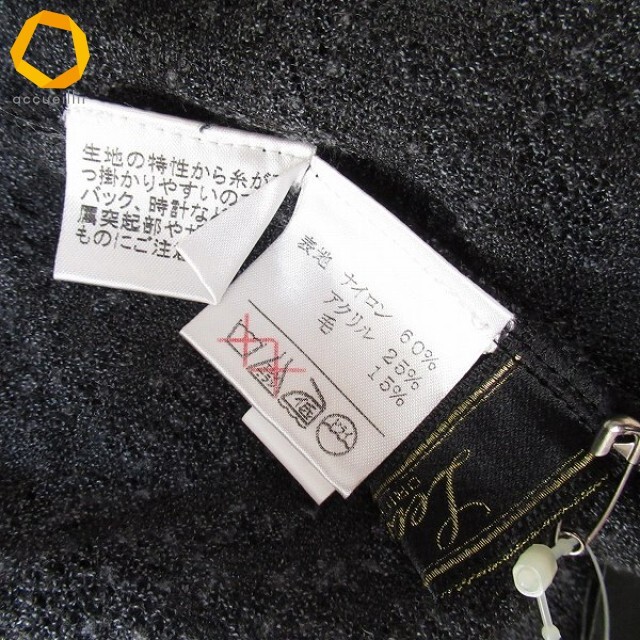 accueillir
生地の特性から糸が
つ掛かりやすいの
バック、時計な
属突起部や
ものにご注意
表地 ナイロン 60%
アクリル 25%
毛 15%